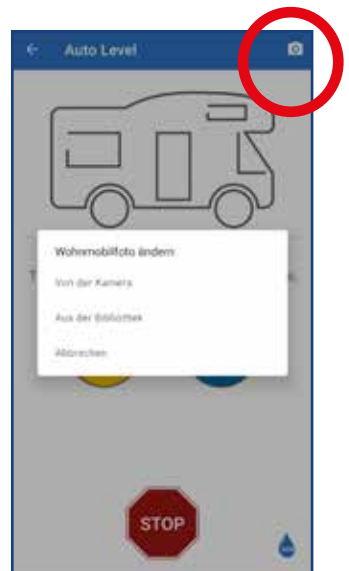 Auto Level
Wohnmobilfoto ändern
Von der Kamera
Aus der Bibliothek
Abbrechen
STOP